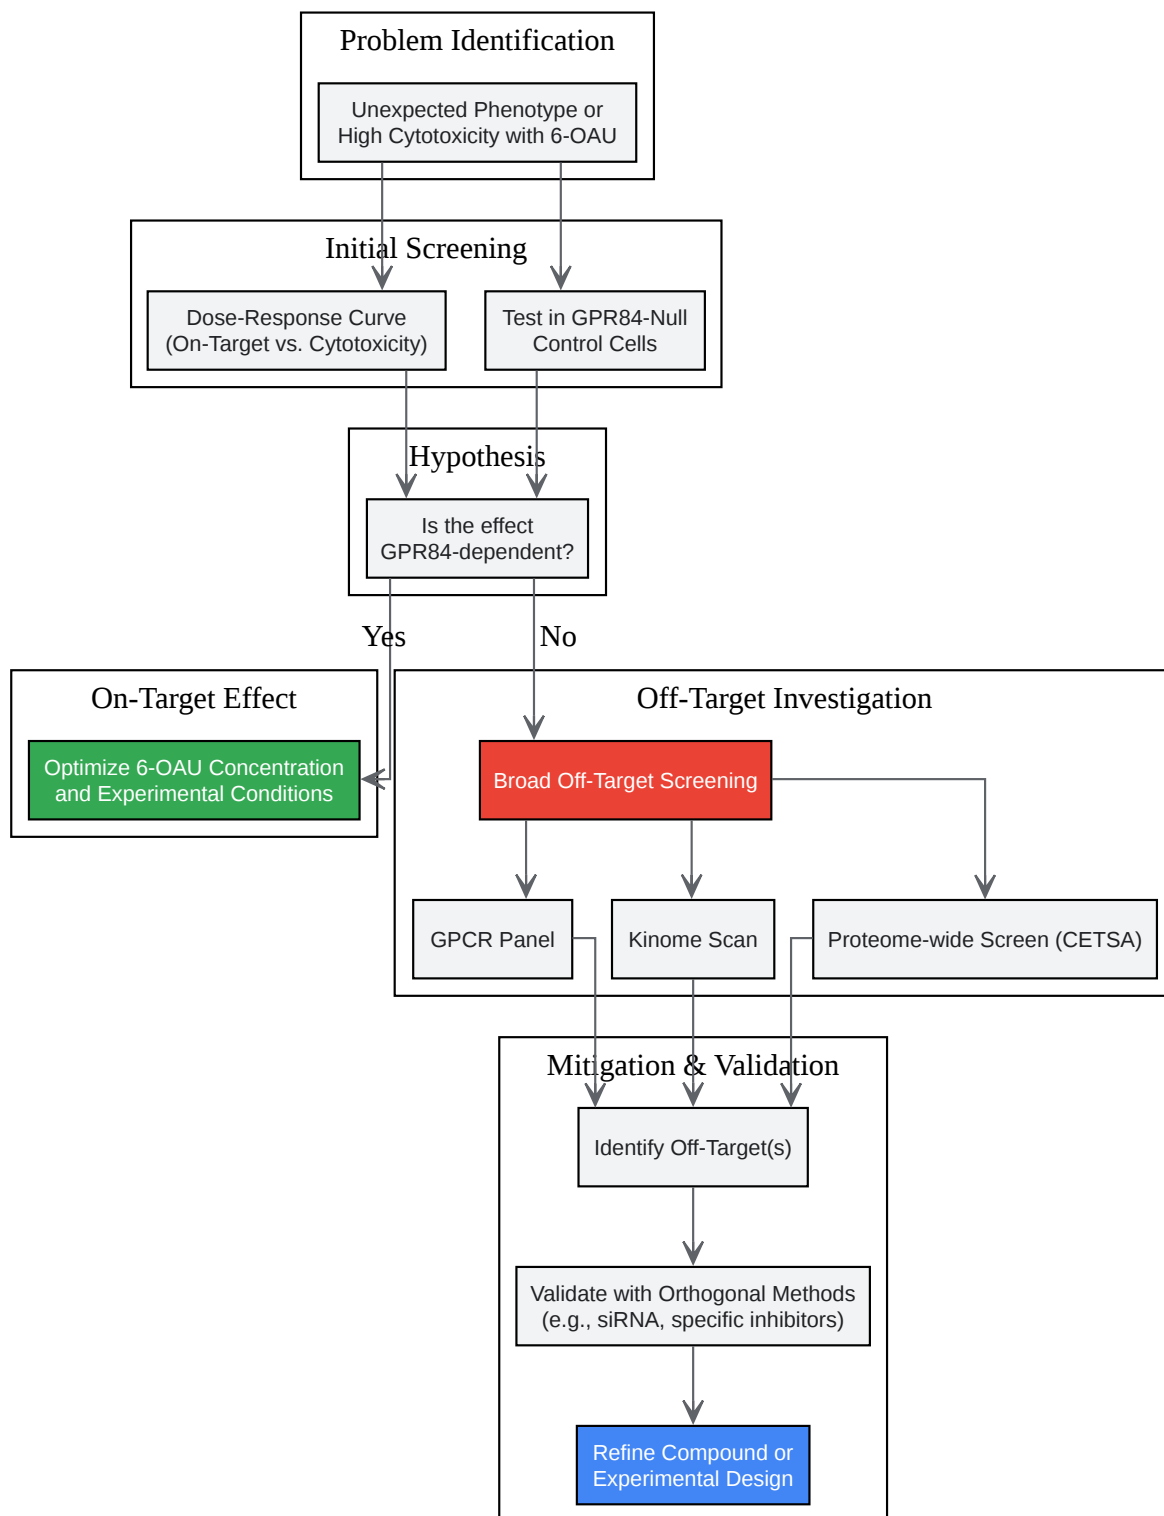 Problem Identification
Unexpected Phenotype or
High Cytotoxicity with 6-OAU
Initial Screening
Dose-Response Curve
(On-Target vs. Cytotoxicity)
Test in GPR84-Null
Control Cells
Hypothesis
Is the effect
GPR84-dependent?
Yes
No
On-Target Effect
Optimize 6-OAU Concentration
and Experimental Conditions
Off-Target Investigation
Broad Off-Target Screening
GPCR Panel
Kinome Scan
Proteome-wide Screen (CETSA)
Mitigation & Validation
Identify Off-Target(s)
Validate with Orthogonal Methods
(e.g., siRNA, specific inhibitors)
Refine Compound or
Experimental Design